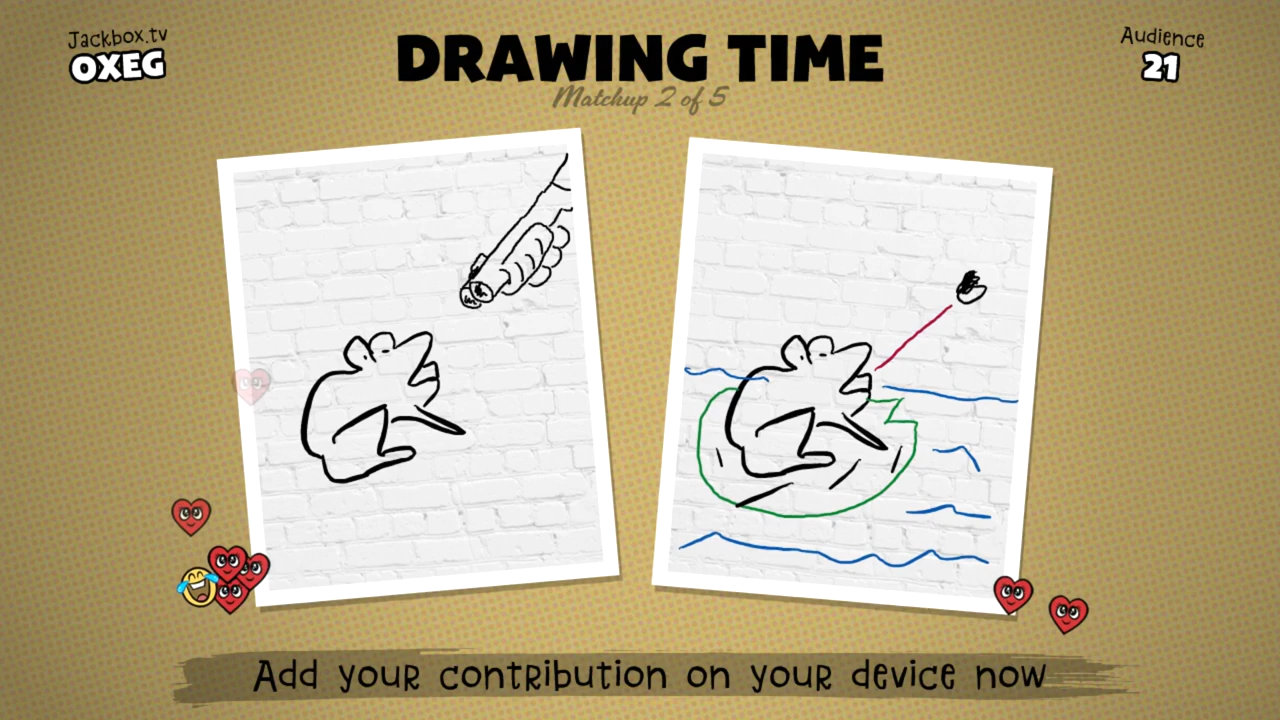 Jackbox.tv
OXEG
DRAWING TIME
Matchup 2 of 5
Audience
21
Add your contribution on your device now